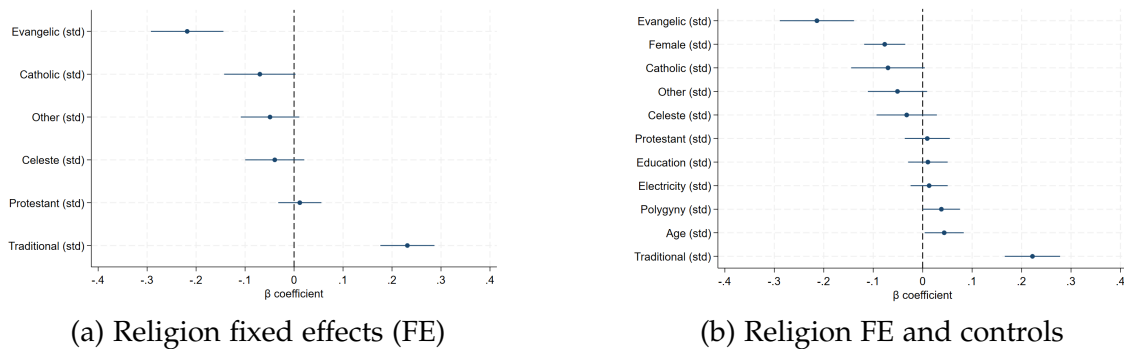 Evangelic (std)
Catholic (std)
Other (std)
Celeste (std)
Protestant (std)
Traditional (std)
-.4 -.3 -.2 -.1 0 .1 .2 .3 .4
β coefficient
(a) Religion fixed effects (FE)
Evangelic (std)
Female (std)
Catholic (std)
Other (std)
Celeste (std)
Protestant (std)
Education (std)
Electricity (std)
Polygyny (std)
Age (std)
Traditional (std)
-.4 -.3 -.2 -.1 0 .1 .2 .3 .4
β coefficient
(b) Religion FE and controls